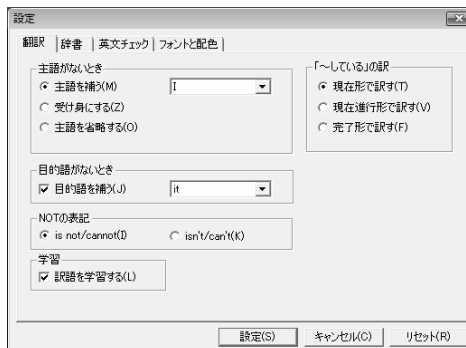 設定
翻訳 辞書 英文チェック フォントと配色
主語がないとき
主語を補う(M) I
受け身にする(Z)
主語を省略する(O)
「～している」の訳
現在形で訳す(T)
現在進行形で訳す(V)
完了形で訳す(F)
目的語がないとき
目的語を補う(J) it
NOTの表記
is not/cannot(I) isn't/can't(K)
学習
訳語を学習する(L)
設定(S) キャンセル(C) リセット(R)